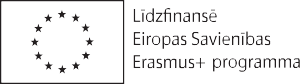 Līdzfinansē
Eiropas Savienības
Erasmus+ programma